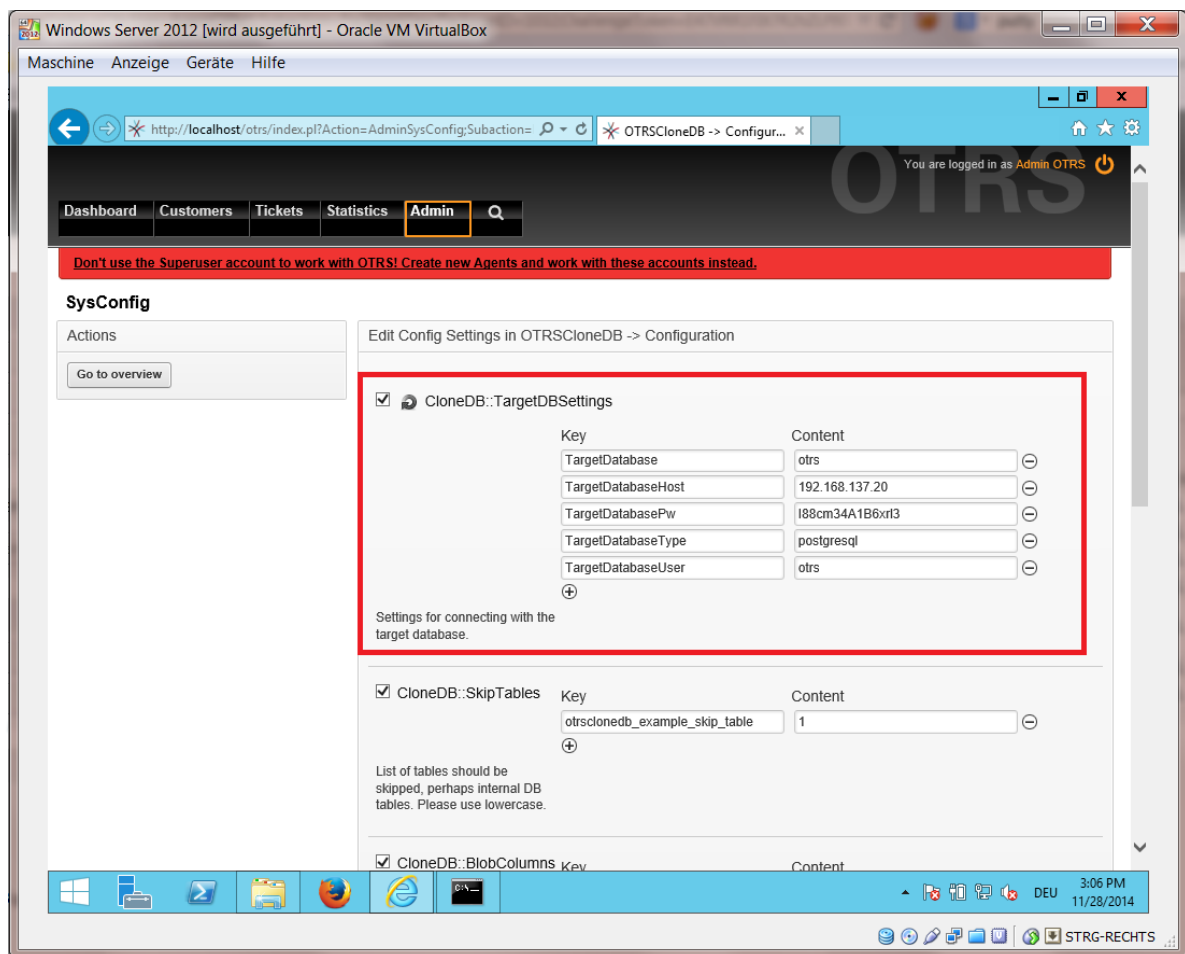 Windows Server 2012 [wird ausgeführt] - Oracle VM VirtualBox
Maschine Anzeige Geräte Hilfe
http://localhost/otrs/index.pl?Action=AdminSysConfig;Subaction=
OTRSCloneDB -> Configur...
OTRS
You are logged in as Admin OTRS
Dashboard Customers Tickets Statistics Admin
Don't use the Superuser account to work with OTRS! Create new Agents and work with these accounts instead.
SysConfig
Actions
Go to overview
Edit Config Settings in OTRSCloneDB -> Configuration
CloneDB::TargetDBSettings
Key Content
TargetDatabase otrs
TargetDatabaseHost 192.168.137.20
TargetDatabasePw I88cm34A1B6xrl3
TargetDatabaseType postgresql
TargetDatabaseUser otrs
Settings for connecting with the
target database.
CloneDB::SkipTables Key Content
otrsclonedb_example_skip_table 1
List of tables should be
skipped, perhaps internal DB
tables. Please use lowercase.
CloneDB::BlobColumns Key Content
DEU
3:06 PM
11/28/2014
STRG-RECHTS